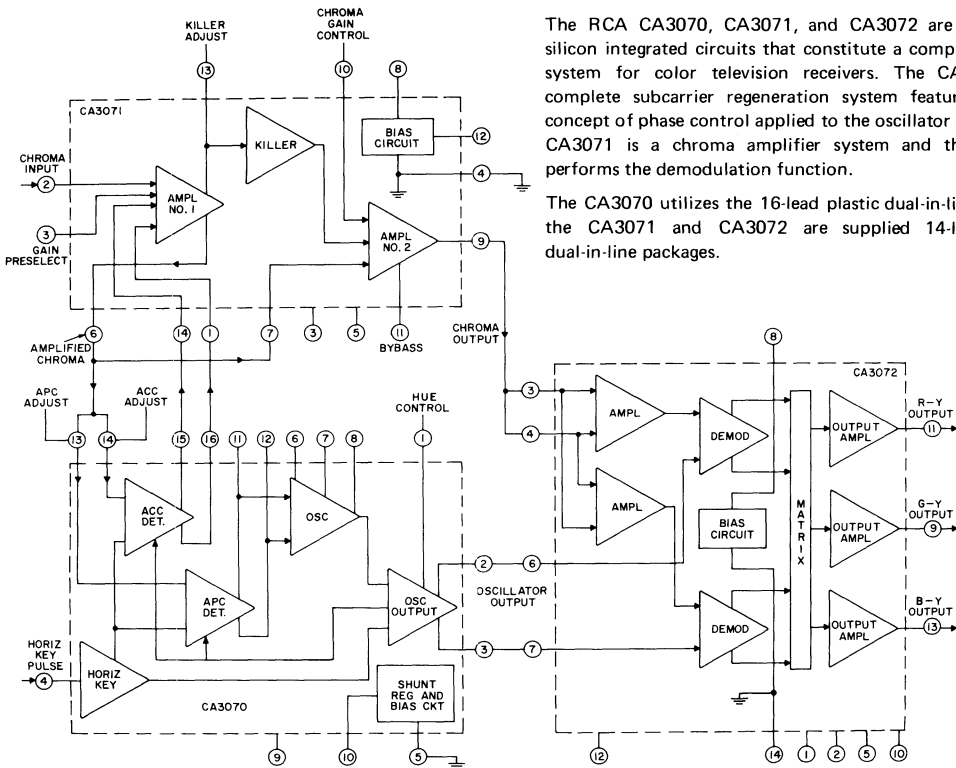 The RCA CA3070, CA3071, and CA3072 are
silicon integrated circuits that constitute a
system for color television receivers. The
complete subcarrier regeneration system
concept of phase control applied to the oscillator
CA3071 is a chroma amplifier system and
performs the demodulation function.
The CA3070 utilizes the 16-lead plastic
the CA3071 and CA3072 are supplied
dual-in-line packages.
KILLER
ADJUST
13
CHROMA
GAIN
CONTROL
10
8
CA3071
KILLER
BIAS
CIRCUIT
12
4
CHROMA
INPUT
2
AMPL
NO. 1
3
GAIN
PRESELECT
AMPL
NO. 2
9
6
AMPLIFIED
CHROMA
14
1
7
3
5
11
BYBASS
CHROMA
OUTPUT
APC
ADJUST
13
14
ACC
ADJUST
15
16
11
12
6
7
8
HUE
CONTROL
1
ACC
DET.
OSC
APC
DET.
OSC
OUTPUT
2
6
OSCILLATOR
OUTPUT
3
7
HORIZ
KEY
PULSE
4
HORIZ
KEY
SHUNT
REG AND
BIAS CKT
CA3070
9
10
5
8
CA3072
3
4
AMPL
AMPL
DEMOD
BIAS
CIRCUIT
DEMOD
MATRIX
OUTPUT
AMPL
R-Y
OUTPUT
11
OUTPUT
AMPL
G-Y
OUTPUT
9
OUTPUT
AMPL
B-Y
OUTPUT
13
12
14
1
2
5
10